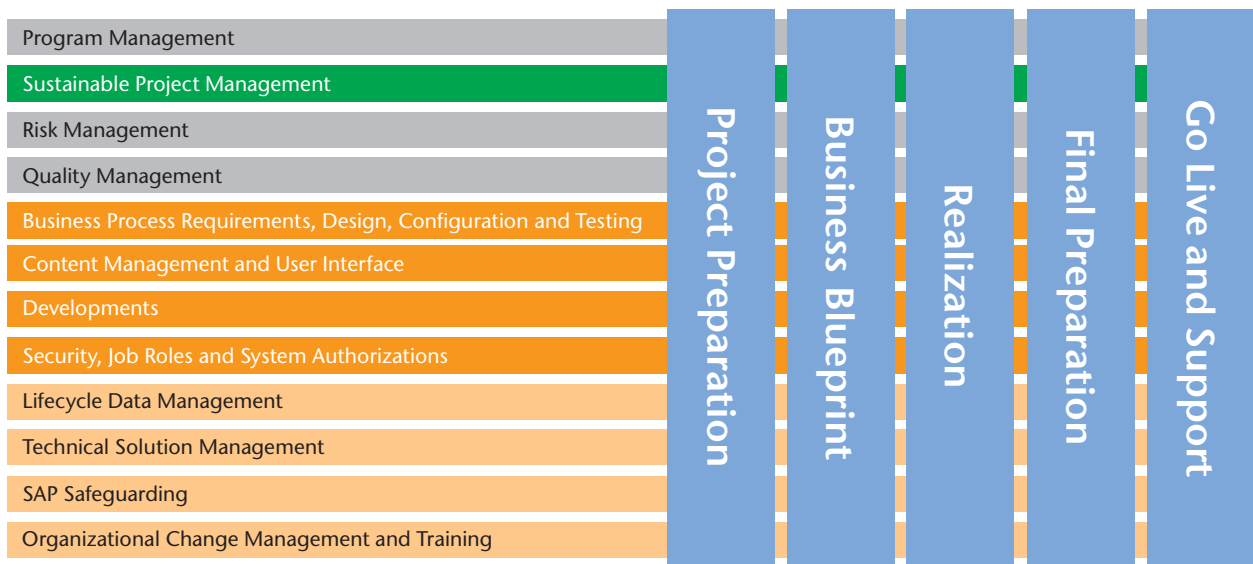 Program Management
Sustainable Project Management
Risk Management
Quality Management
Business Process Requirements, Design, Configuration and Testing
Content Management and User Interface
Developments
Security, Job Roles and System Authorizations
Lifecycle Data Management
Technical Solution Management
SAP Safeguarding
Organizational Change Management and Training
Project Preparation
Business Blueprint
Realization
Final Preparation
Go Live and Support